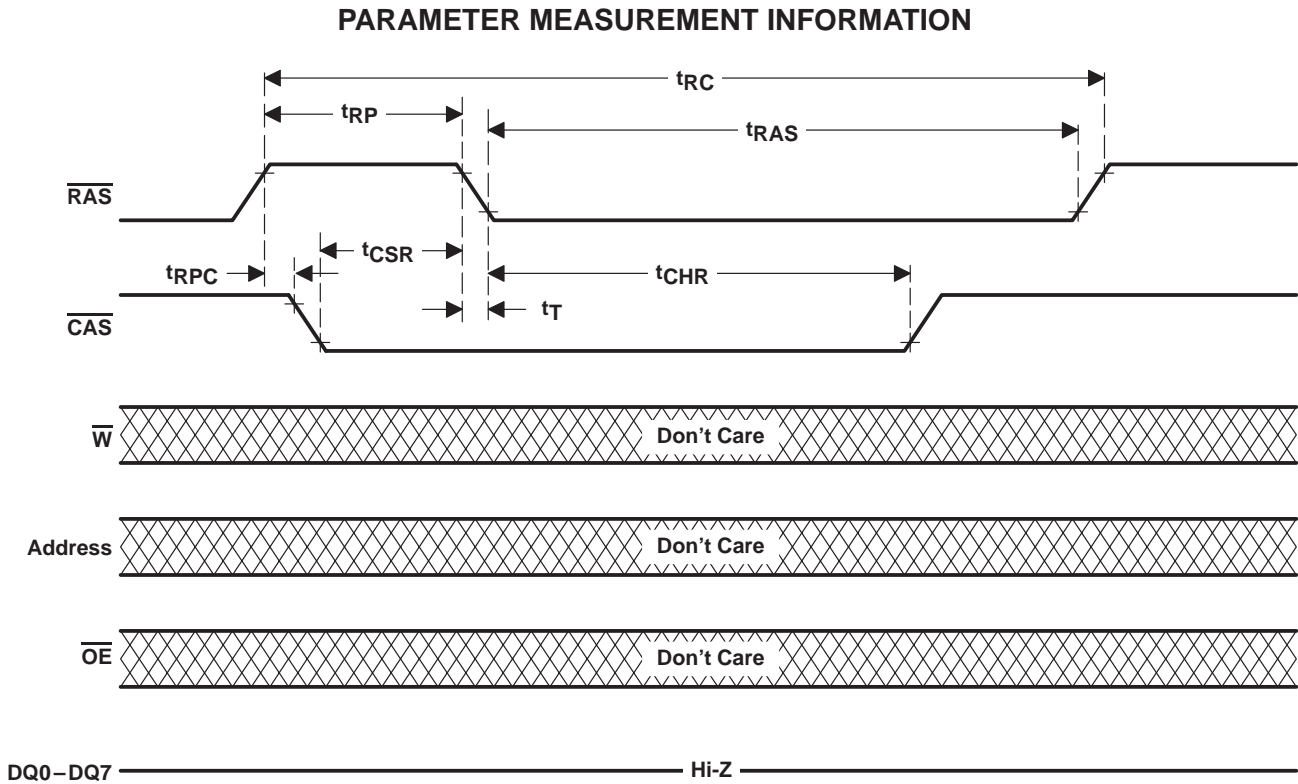 PARAMETER MEASUREMENT INFORMATION
tRC
tRP
tRAS
RAS
tCSR
tRPC
tCHR
tT
CAS
W
Don't Care
Address
Don't Care
OE
Don't Care
DQ0–DQ7
Hi-Z